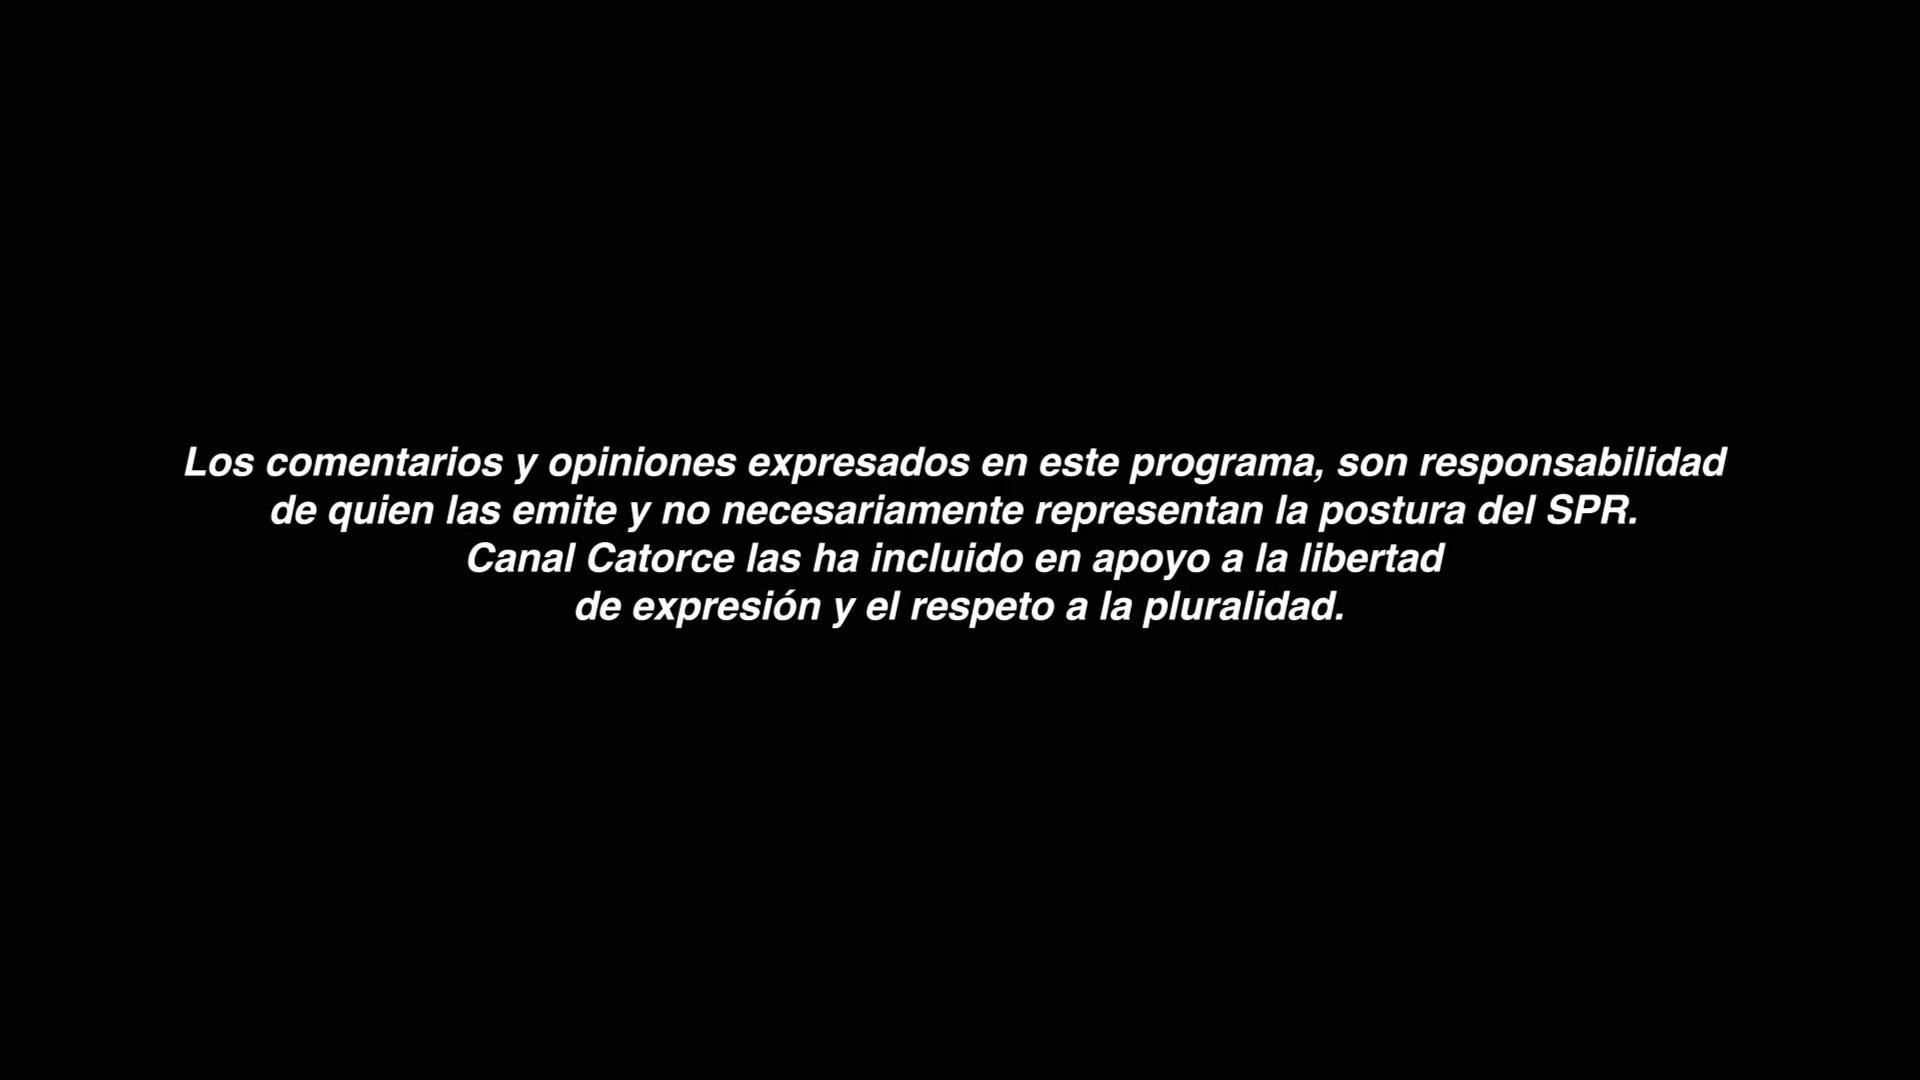 Los comentarios y opiniones expresados en este programa, son responsabilidad
de quien las emite y no necesariamente representan la postura del SPR.
Canal Catorce las ha incluido en apoyo a la libertad
de expresión y el respeto a la pluralidad.